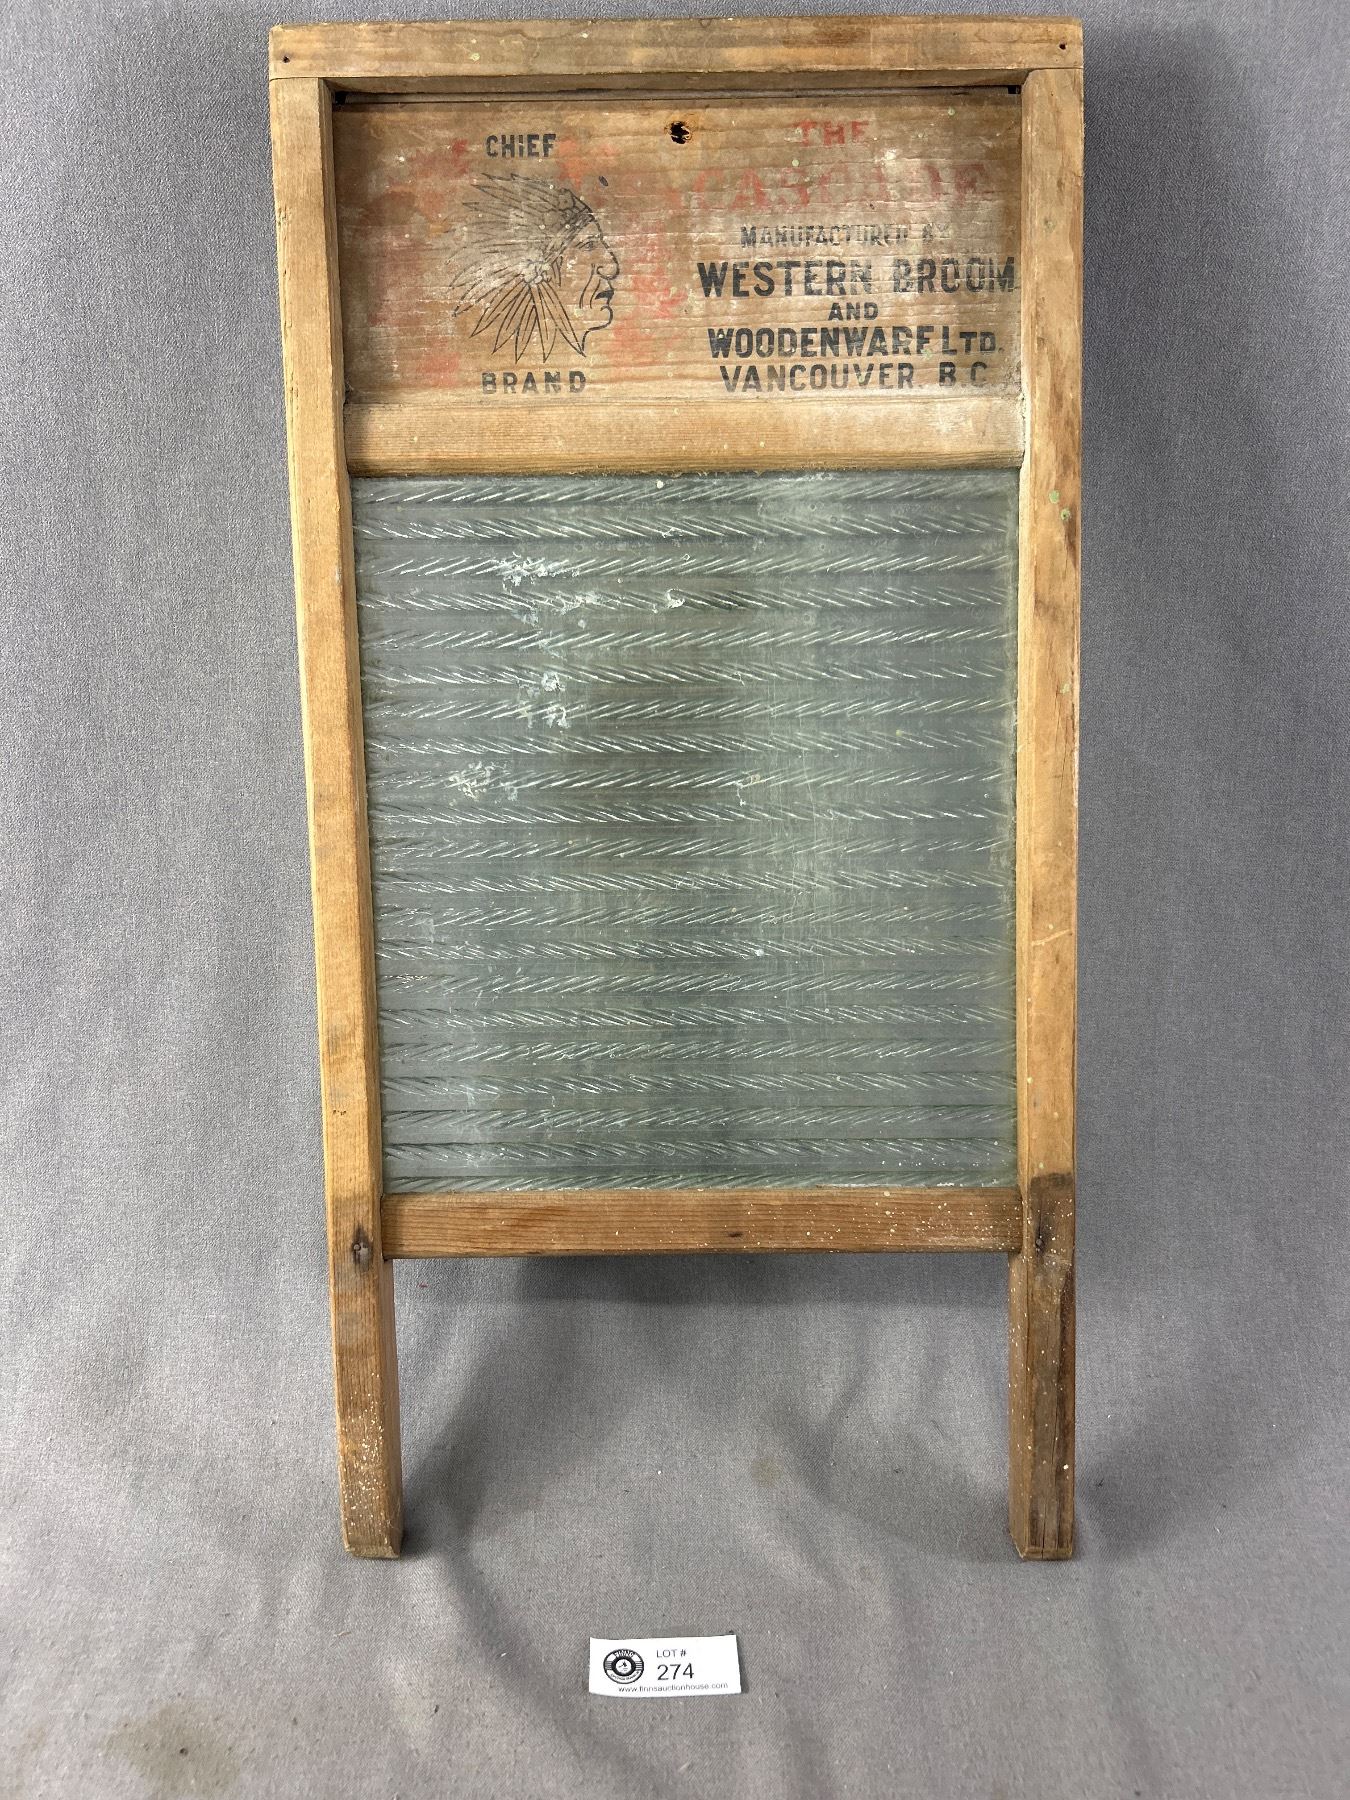 CHIEF
BRAND
THE
CASCADE
MANUFACTURED BY
WESTERN BROOM
AND
WOODENWARE LTD.
VANCOUVER B.C
LOT #
274
www.finnsauctionhouse.com